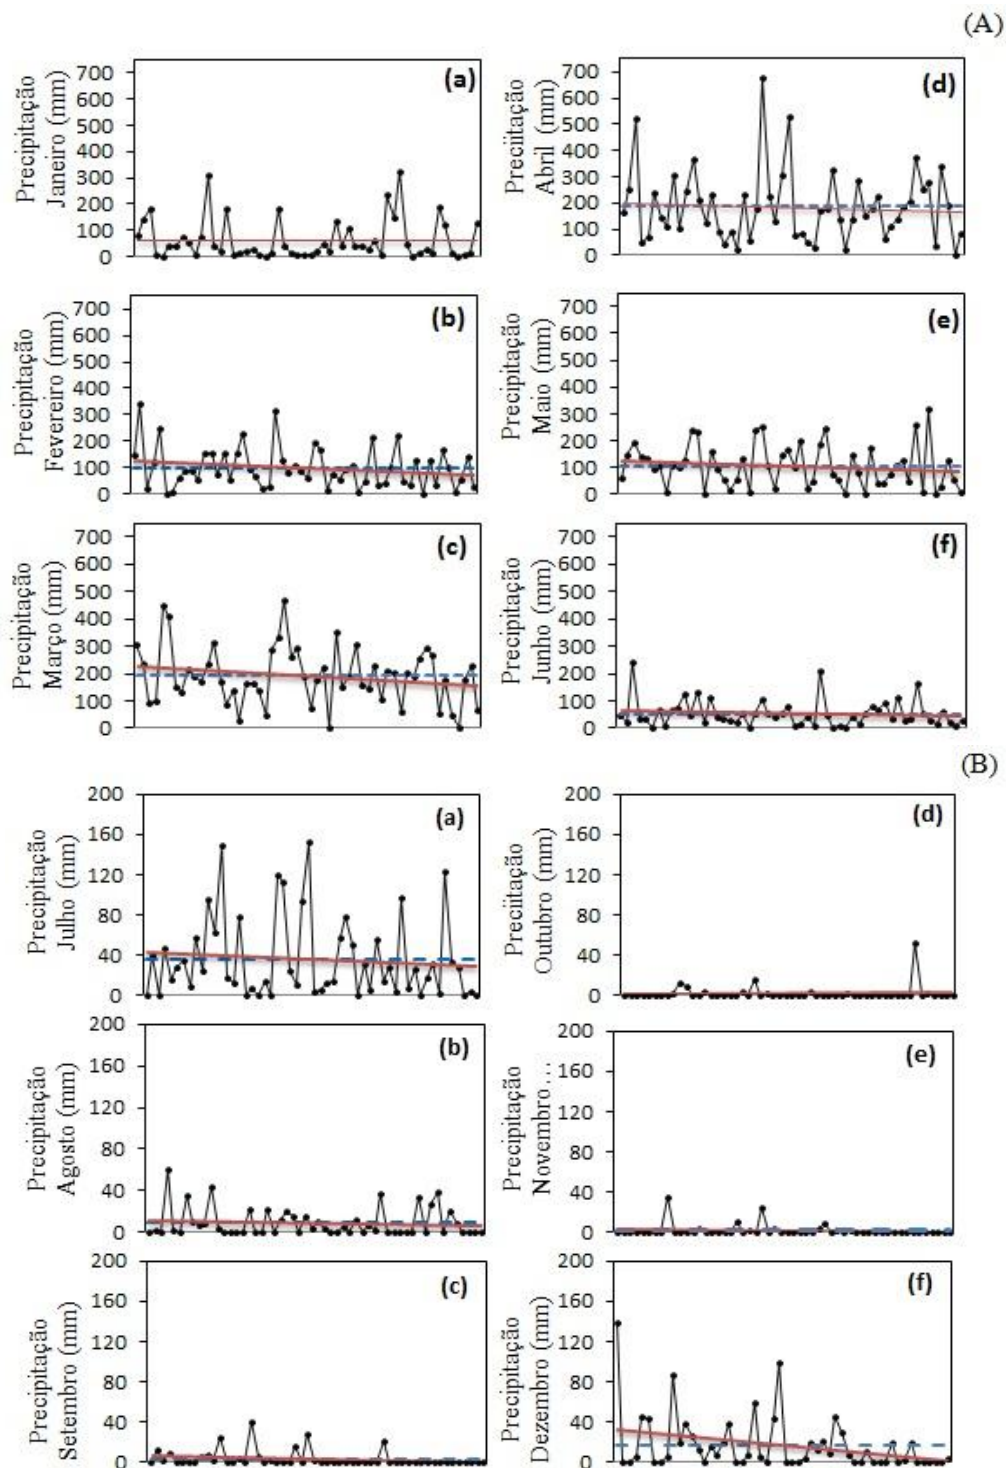 (A)
Precipitação
Janeiro (mm)
700
600
500
400
300
200
100
0
(a)
Preciitação
Abril (mm)
700
600
500
400
300
200
100
0
(d)
Precipitação
Fevereiro (mm)
700
600
500
400
300
200
100
0
(b)
Precipitação
Maio (mm)
700
600
500
400
300
200
100
0
(e)
Precipitação
Março (mm)
700
600
500
400
300
200
100
0
(c)
Precipitação
Junho (mm)
700
600
500
400
300
200
100
0
(f)
(B)
Precipitação
Julho (mm)
200
160
120
80
40
0
(a)
Preciitação
Outubro (mm)
200
160
120
80
40
0
(d)
Precipitação
Agosto (mm)
200
160
120
80
40
0
(b)
Precipitação
Novembro…
200
160
120
80
40
0
(e)
Precipitação
Setembro (mm)
200
160
120
80
40
0
(c)
Precipitação
Dezembro (mm)
200
160
120
80
40
0
(f)